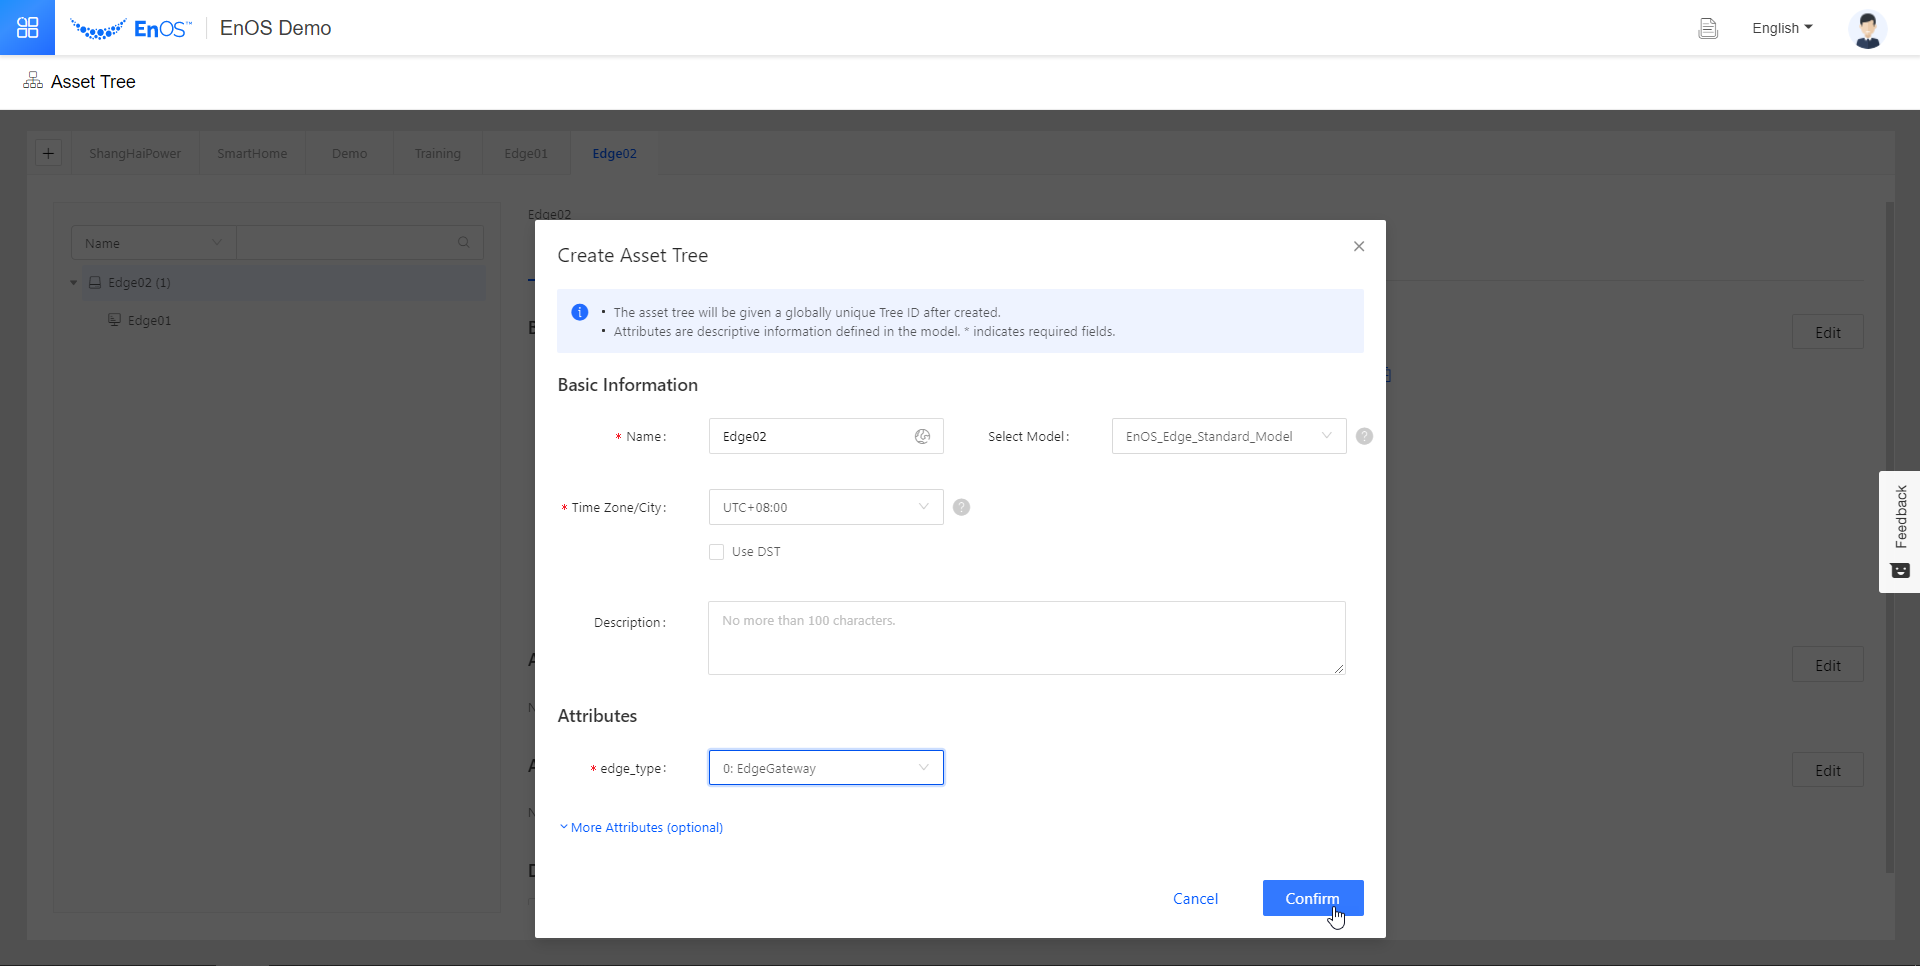 EnOS™ EnOS Demo English
Asset Tree
+ ShangHaiPower SmartHome Demo Training Edge01 Edge02
Edge02
Name
Edge02 (1)
Edge01
Edit
Edit
Edit
Create Asset Tree
• The asset tree will be given a globally unique Tree ID after created.
• Attributes are descriptive information defined in the model. * indicates required fields.
Basic Information
* Name: Edge02 Select Model: EnOS_Edge_Standard_Model ?
* Time Zone/City: UTC+08:00 ?
Use DST
Description: No more than 100 characters.
Attributes
* edge_type: 0: EdgeGateway
More Attributes (optional)
Cancel Confirm
Feedback